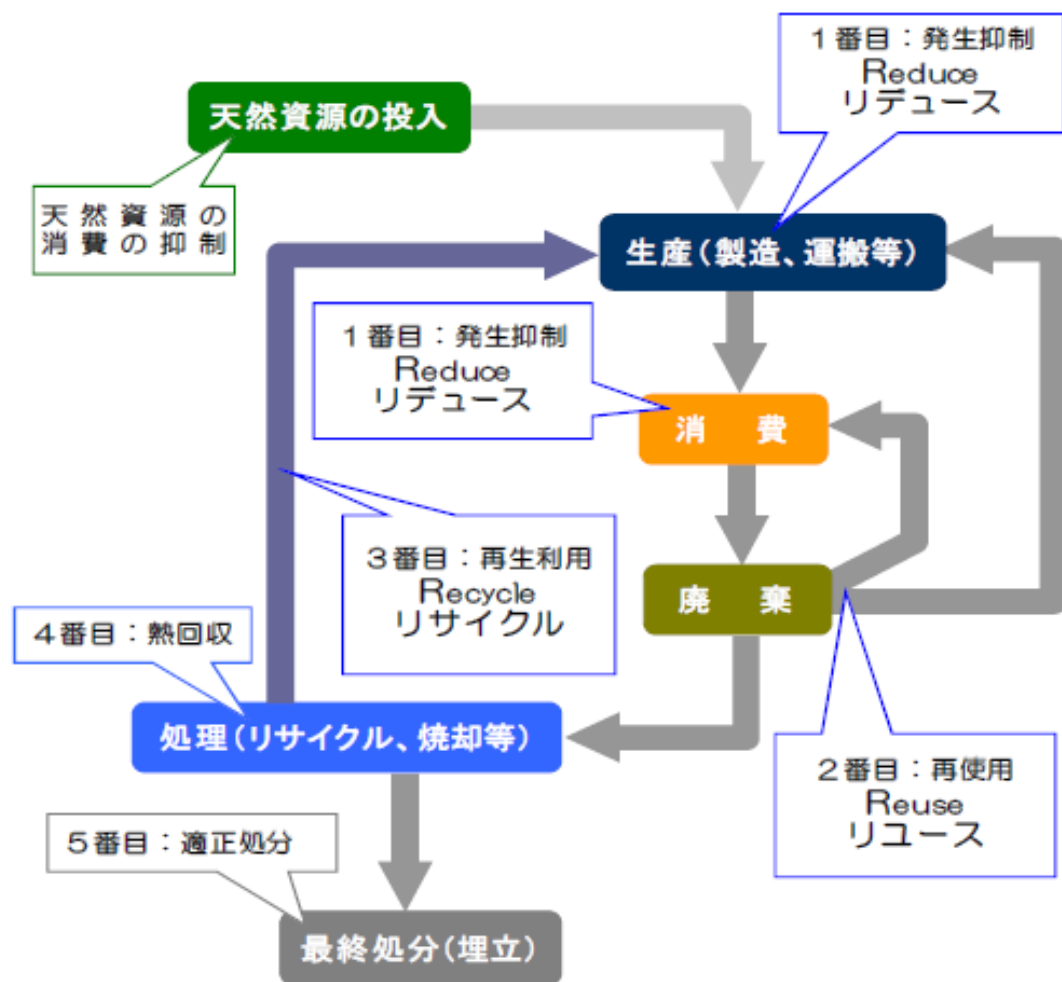 1番目：発生抑制
Reduce
リデュース
天然資源の投入
天然資源の
消費の抑制
生産（製造、運搬等）
1番目：発生抑制
Reduce
リデュース
消　費
3番目：再生利用
Recycle
リサイクル
廃　棄
4番目：熱回収
処理（リサイクル、焼却等）
2番目：再使用
Reuse
リユース
5番目：適正処分
最終処分（埋立）